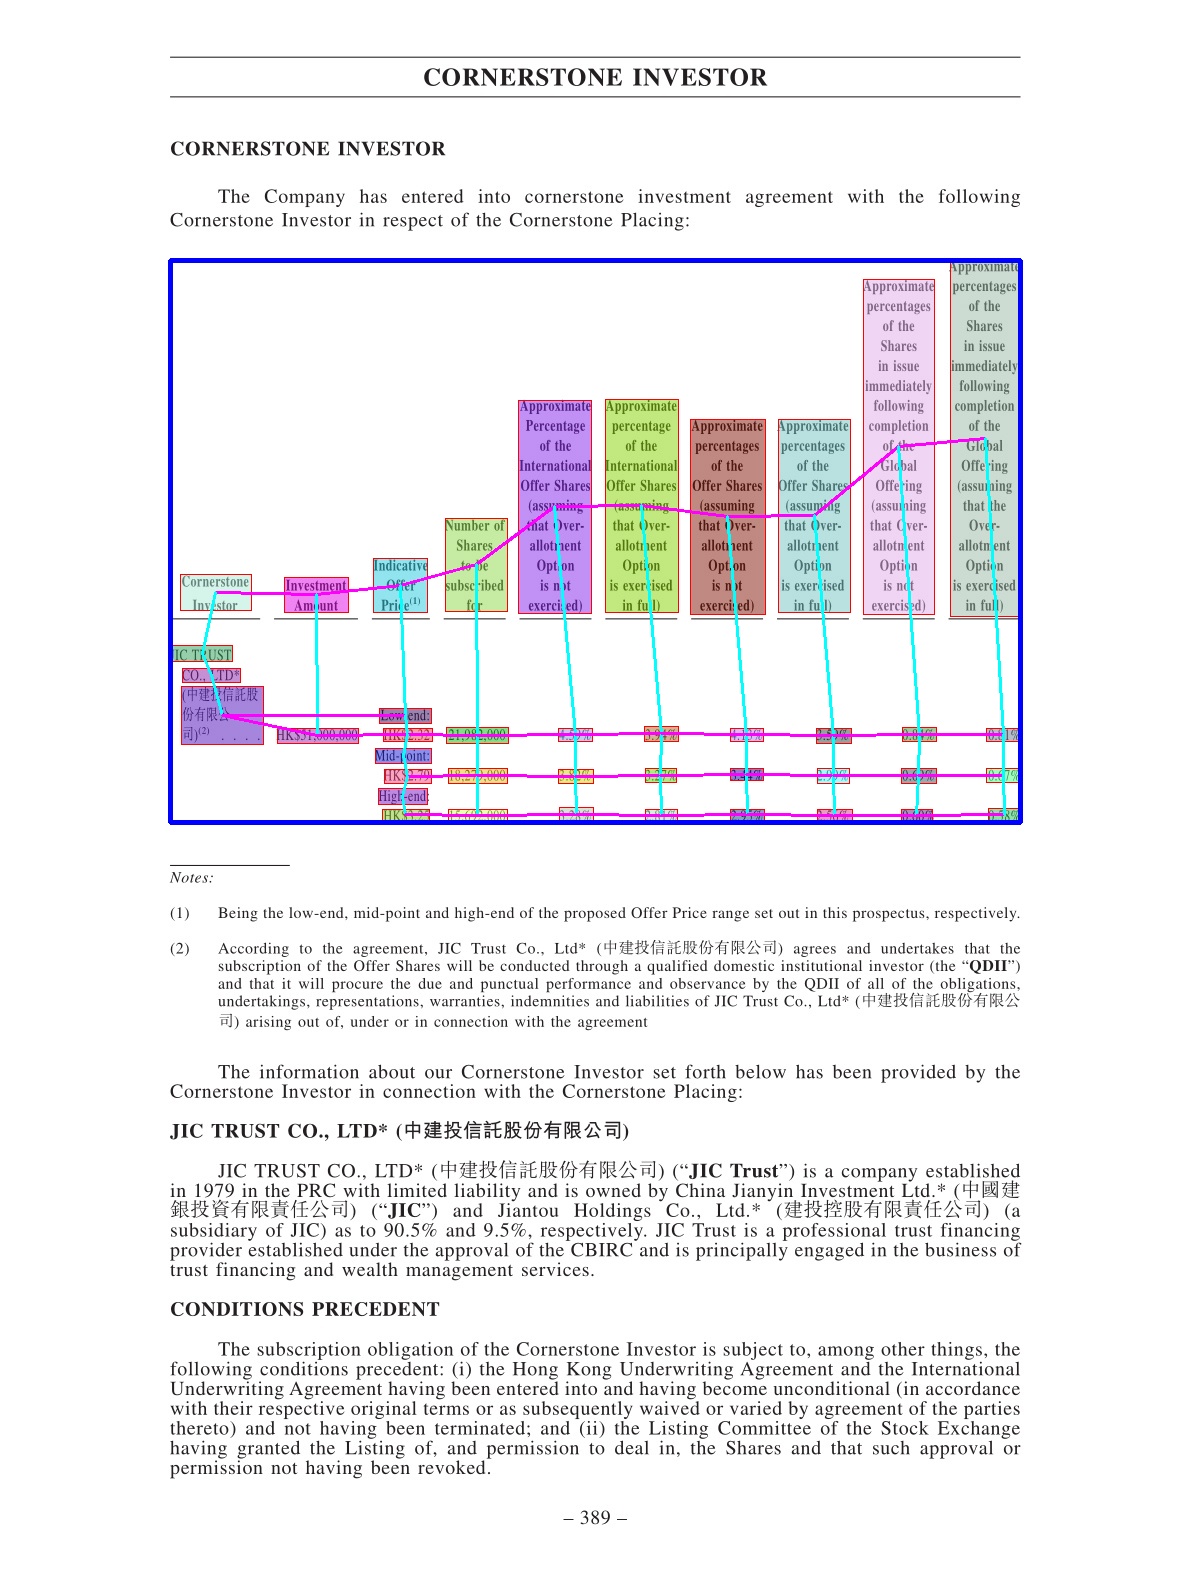 CORNERSTONE INVESTOR
CORNERSTONE INVESTOR
The Company has entered into cornerstone investment agreement with the following
Cornerstone Investor in respect of the Cornerstone Placing:
Cornerstone
Investor
Investment
Amount
Indicative
Offer
Price(1)
Number of
Shares
to be
subscribed
for
Approximate
Percentage
of the
International
Offer Shares
(assuming
that Over-
allotment
Option
is not
exercised)
Approximate
percentage
of the
International
Offer Shares
(assuming
that Over-
allotment
Option
is exercised
in full)
Approximate
percentages
of the
Offer Shares
(assuming
that Over-
allotment
Option
is not
exercised)
Approximate
percentages
of the
Offer Shares
(assuming
that Over-
allotment
Option
is exercised
in full)
Approximate
percentages
of the
Shares
in issue
immediately
following
completion
of the
Global
Offering
(assuming
that Over-
allotment
Option
is not
exercised)
Approximate
percentages
of the
Shares
in issue
immediately
following
completion
of the
Global
Offering
(assuming
that the
Over-
allotment
Option
is exercised
in full)
JIC TRUST
CO., LTD*
(中建投信託股
份有限公
司)(2) . . . .
Low-end:
HK$51,000,000 HK$2.32 21,982,000
Mid-point:
HK$2.79 18,279,000
High-end:
Notes:
(1) Being the low-end, mid-point and high-end of the proposed Offer Price range set out in this prospectus, respectively.
(2) According to the agreement, JIC Trust Co., Ltd* (中建投信託股份有限公司) agrees and undertakes that the
subscription of the Offer Shares will be conducted through a qualified domestic institutional investor (the “QDII”)
and that it will procure the due and punctual performance and observance by the QDII of all of the obligations,
undertakings, representations, warranties, indemnities and liabilities of JIC Trust Co., Ltd* (中建投信託股份有限公
司) arising out of, under or in connection with the agreement
The information about our Cornerstone Investor set forth below has been provided by the
Cornerstone Investor in connection with the Cornerstone Placing:
JIC TRUST CO., LTD* (中建投信託股份有限公司)
JIC TRUST CO., LTD* (中建投信託股份有限公司) (“JIC Trust”) is a company established
in 1979 in the PRC with limited liability and is owned by China Jianyin Investment Ltd.* (中國建
銀投資有限責任公司) (“JIC”) and Jiantou Holdings Co., Ltd.* (建投控股有限責任公司) (a
subsidiary of JIC) as to 90.5% and 9.5%, respectively. JIC Trust is a professional trust financing
provider established under the approval of the CBIRC and is principally engaged in the business of
trust financing and wealth management services.
CONDITIONS PRECEDENT
The subscription obligation of the Cornerstone Investor is subject to, among other things, the
following conditions precedent: (i) the Hong Kong Underwriting Agreement and the International
Underwriting Agreement having been entered into and having become unconditional (in accordance
with their respective original terms or as subsequently waived or varied by agreement of the parties
thereto) and not having been terminated; and (ii) the Listing Committee of the Stock Exchange
having granted the Listing of, and permission to deal in, the Shares and that such approval or
permission not having been revoked.
– 389 –